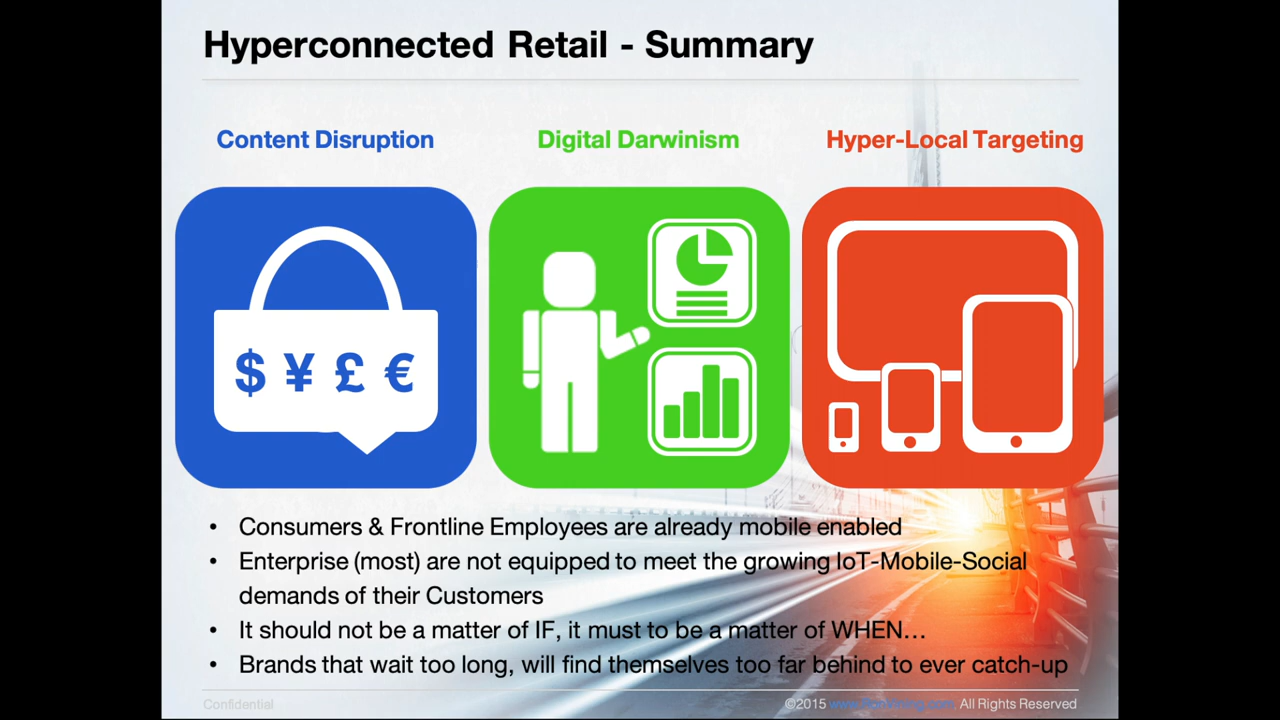 Hyperconnected Retail - Summary
Content Disruption
Digital Darwinism
Hyper-Local Targeting
$ ¥ £ €
• Consumers & Frontline Employees are already mobile enabled
• Enterprise (most) are not equipped to meet the growing IoT-Mobile-Social
demands of their Customers
• It should not be a matter of IF, it must to be a matter of WHEN…
• Brands that wait too long, will find themselves too far behind to ever catch-up
Confidential
©2015 All Rights Reserved